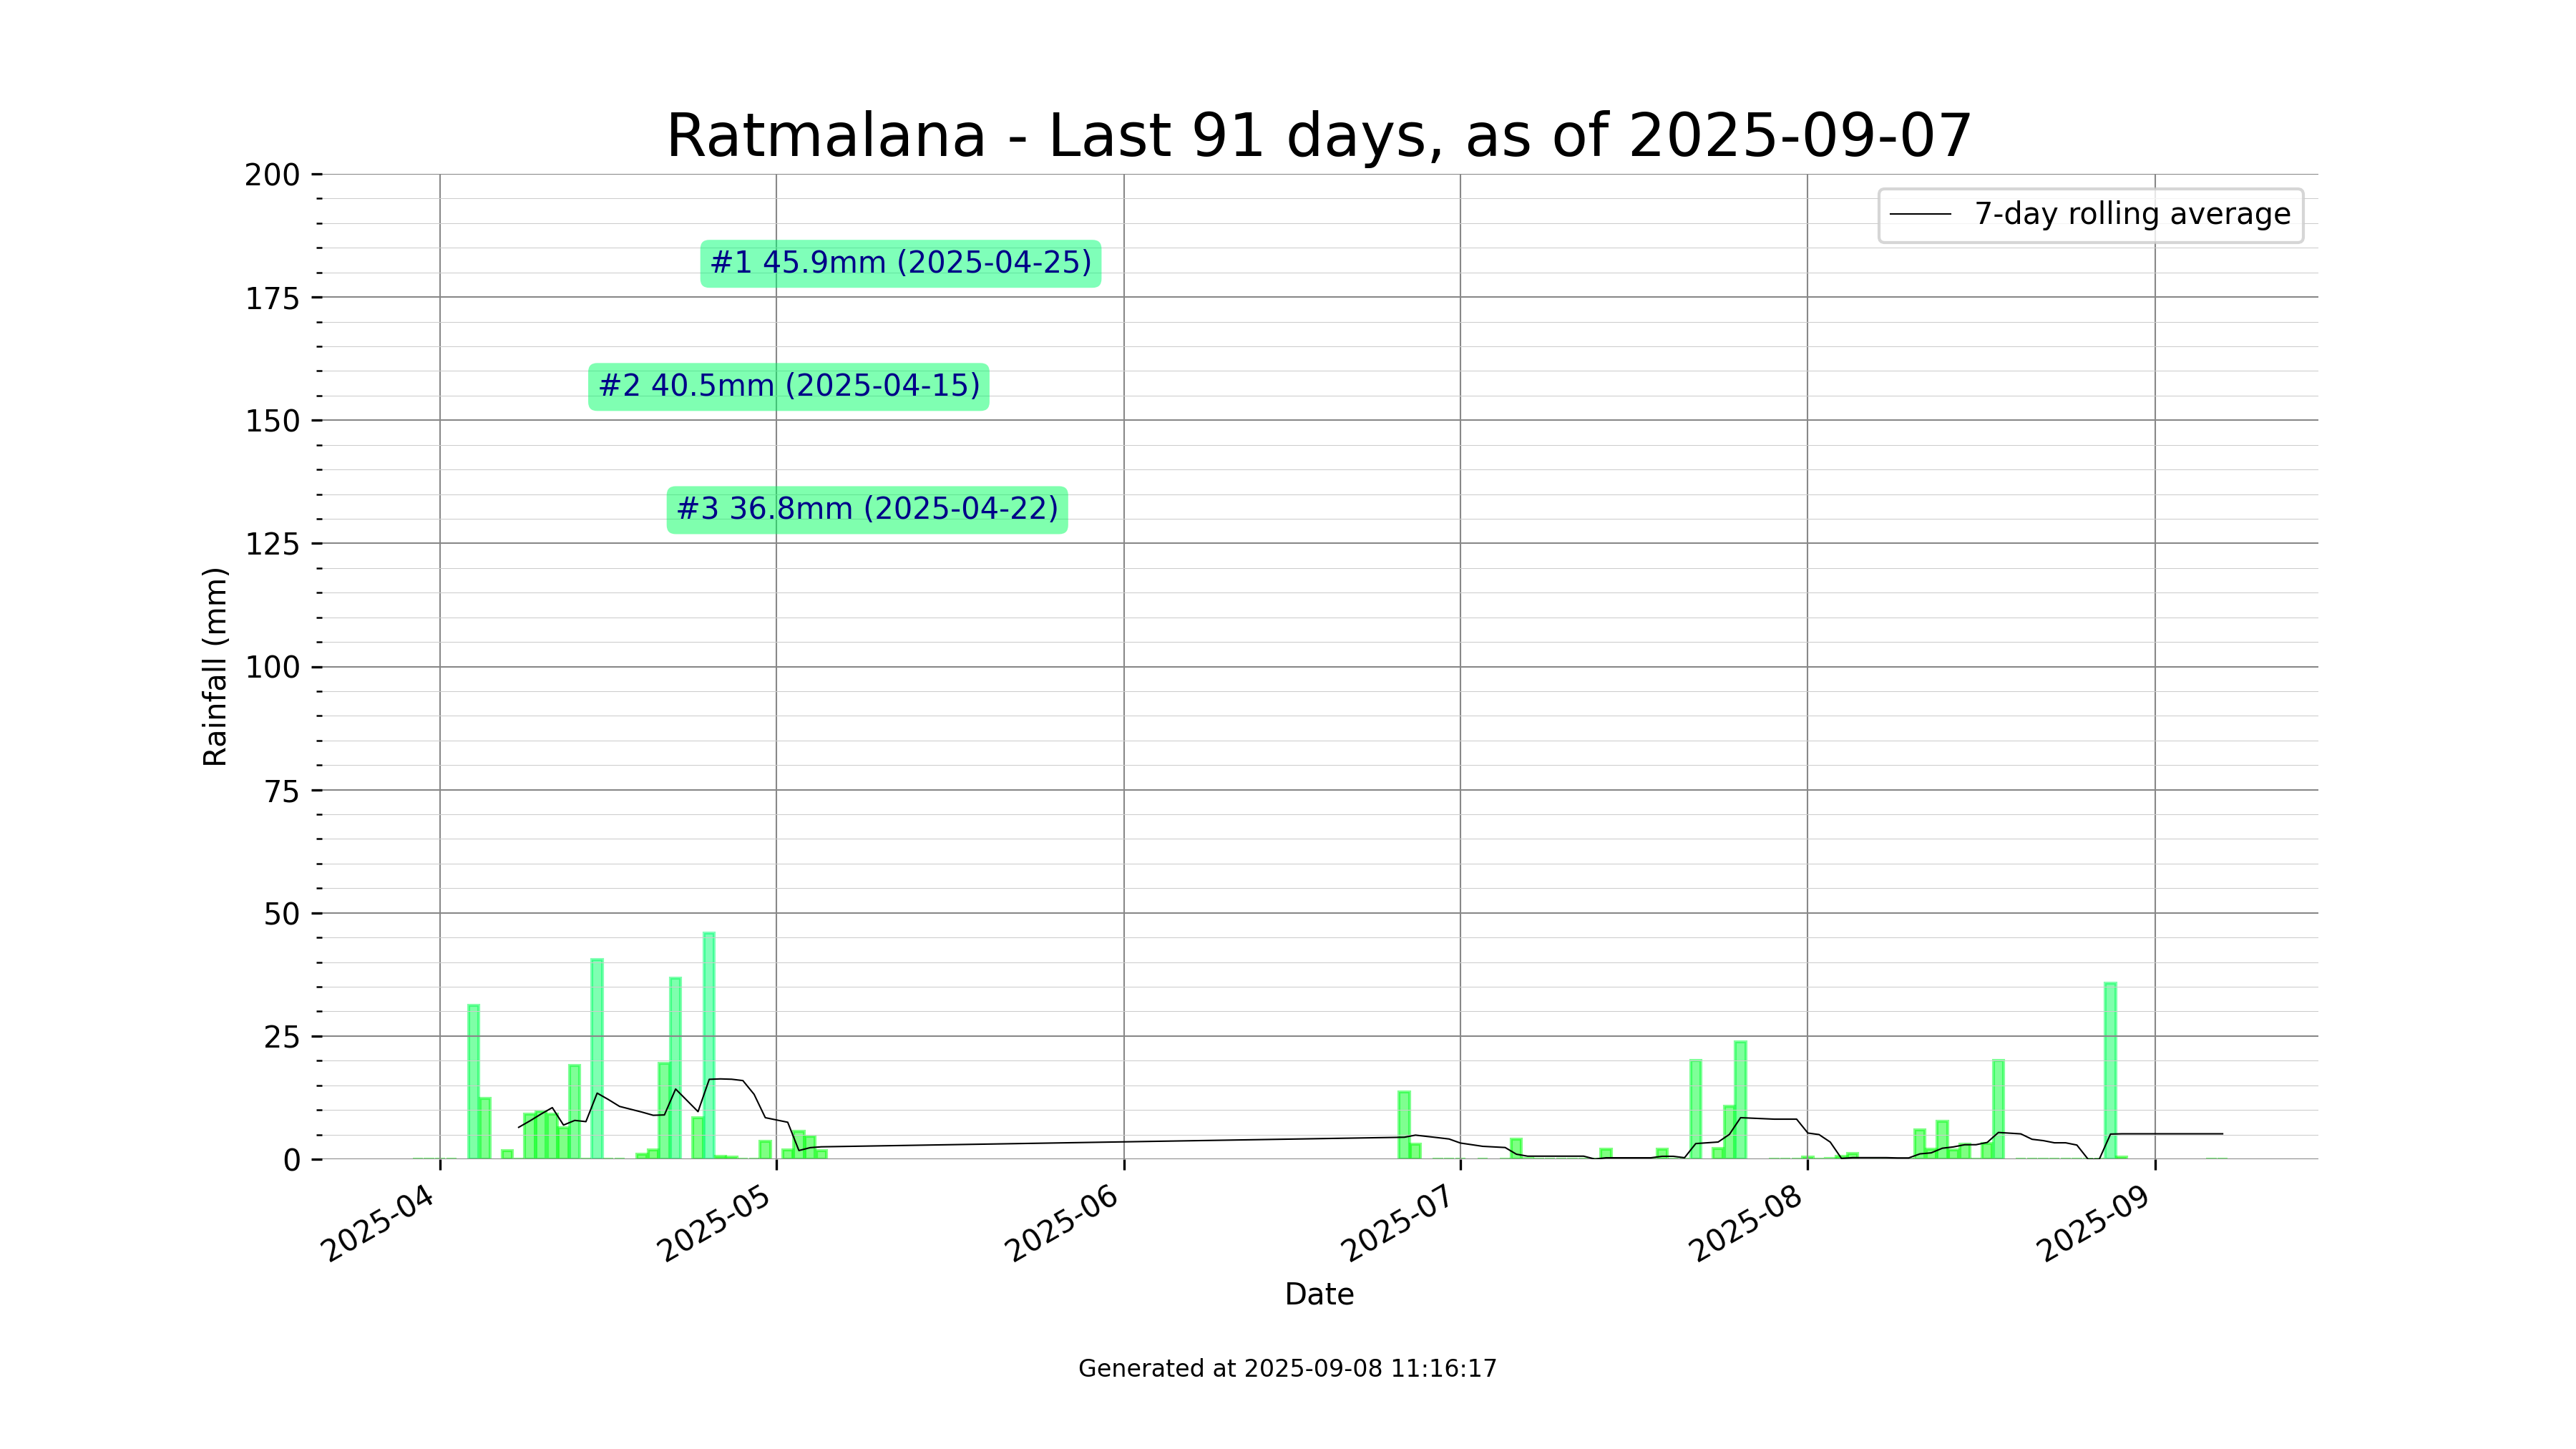 Ratmalana - Last 91 days, as of 2025-09-07
7-day rolling average
#1 45.9mm (2025-04-25)
#2 40.5mm (2025-04-15)
#3 36.8mm (2025-04-22)
Rainfall (mm)
200
175
150
125
100
75
50
25
0
2025-04
2025-05
2025-06
2025-07
2025-08
2025-09
Date
Generated at 2025-09-08 11:16:17